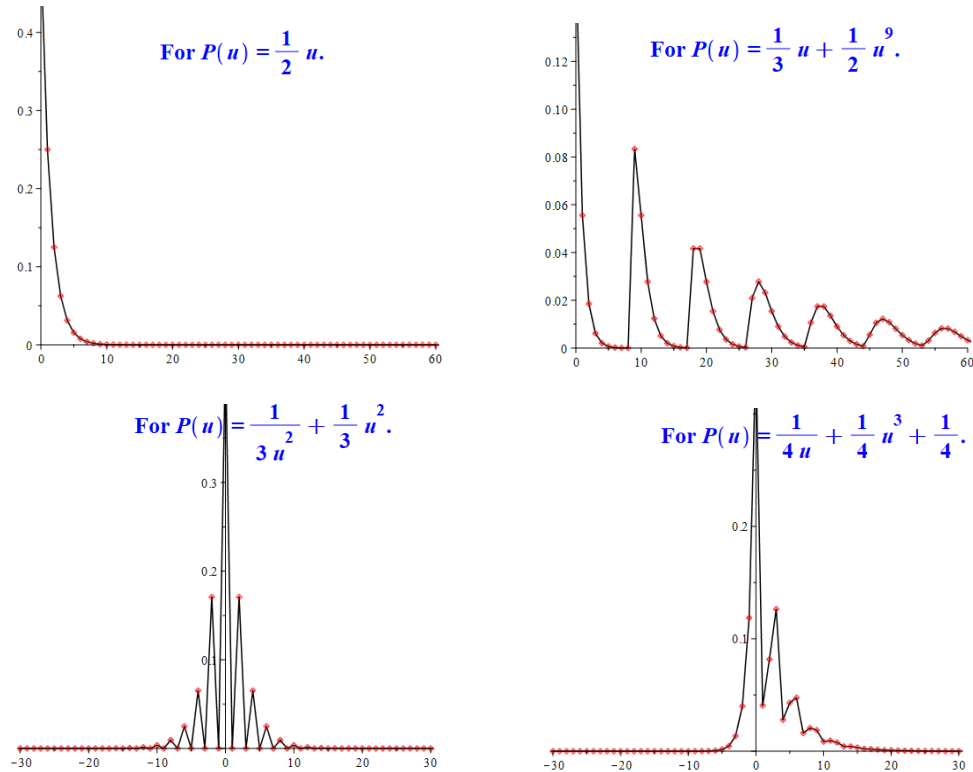 For P(u) = 1/2 u.
0.4
0.3
0.2
0.1
0
0 10 20 30 40 50 60
For P(u) = 1/3 u + 1/2 u^9.
0.12
0.10
0.08
0.06
0.04
0.02
0
0 10 20 30 40 50 60
For P(u) = 1/(3 u^2) + 1/3 u^2.
0.3
0.2
0.1
-30 -20 -10 0 10 20 30
For P(u) = 1/(4 u) + 1/4 u^3 + 1/4.
0.2
0.1
-30 -20 -10 0 10 20 30